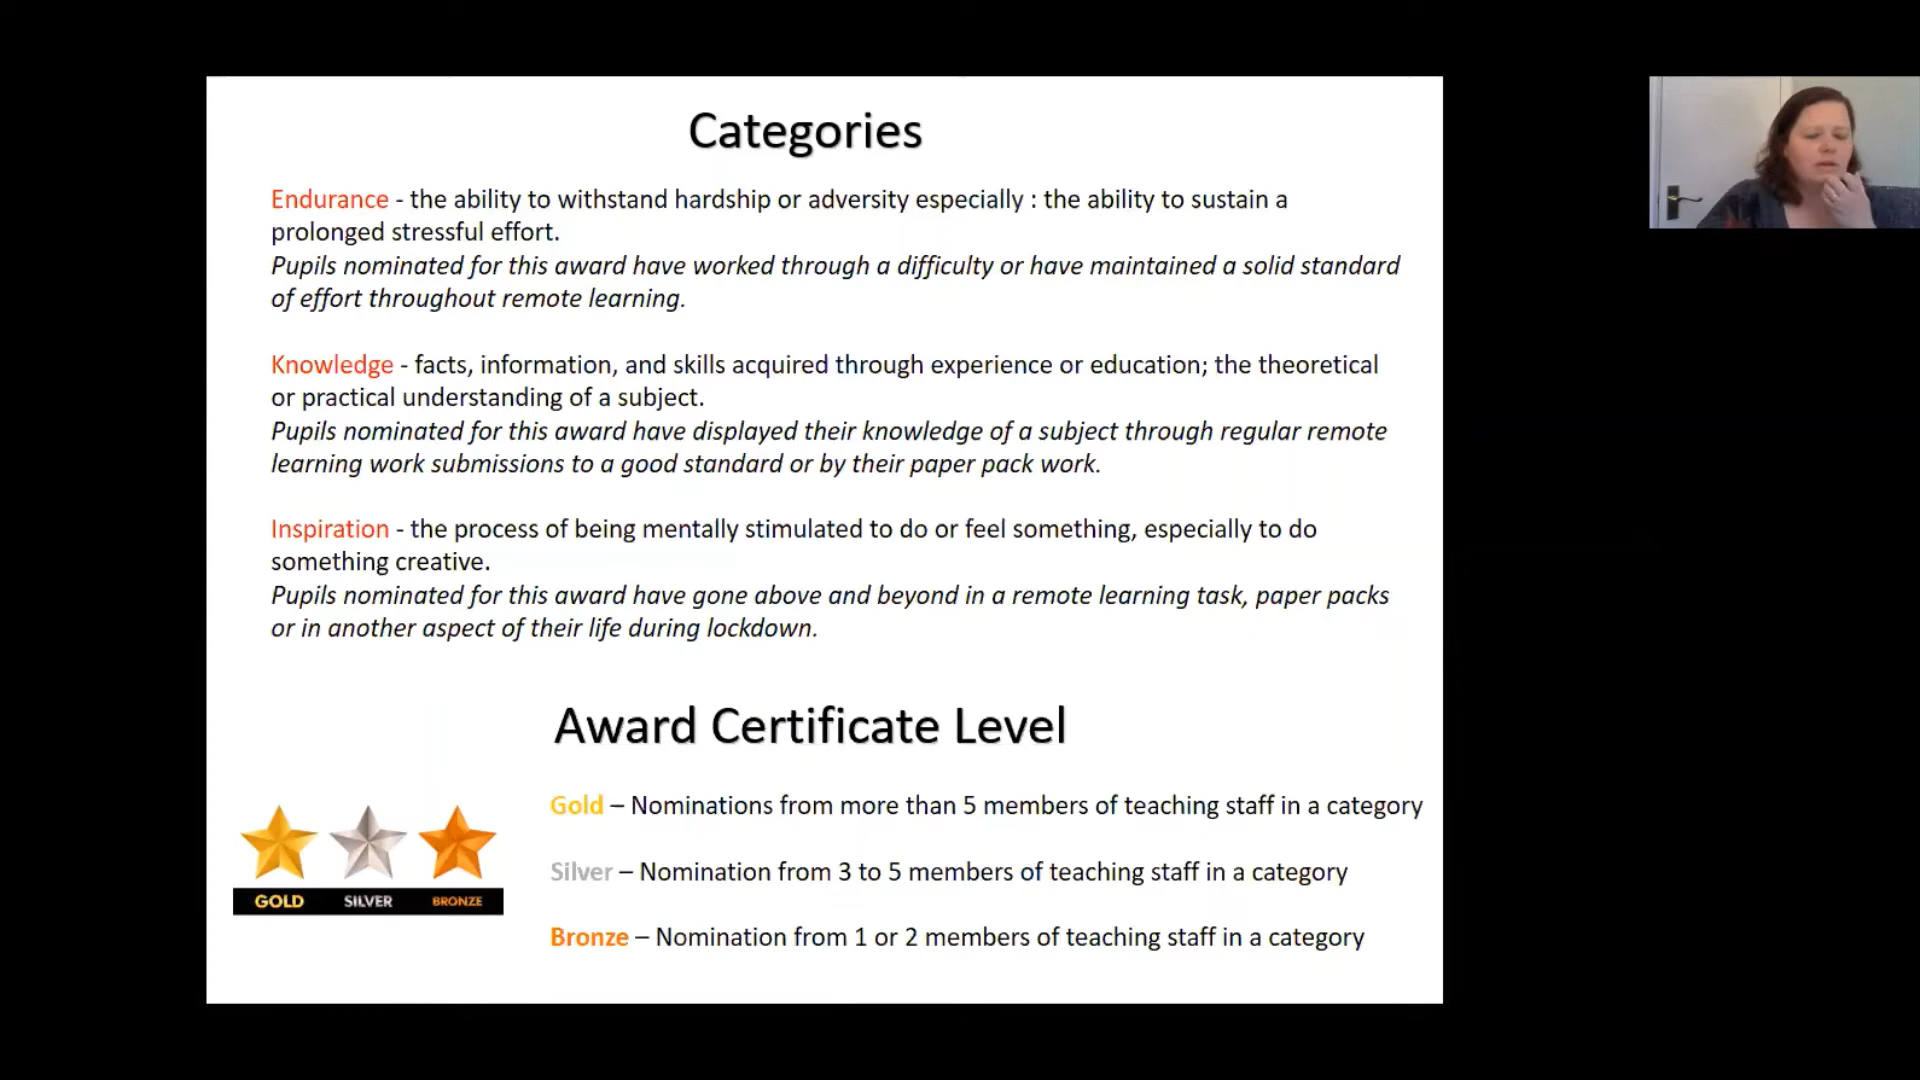 Categories
Endurance - the ability to withstand hardship or adversity especially : the ability to sustain a
prolonged stressful effort.
Pupils nominated for this award have worked through a difficulty or have maintained a solid standard
of effort throughout remote learning.
Knowledge - facts, information, and skills acquired through experience or education; the theoretical
or practical understanding of a subject.
Pupils nominated for this award have displayed their knowledge of a subject through regular remote
learning work submissions to a good standard or by their paper pack work.
Inspiration - the process of being mentally stimulated to do or feel something, especially to do
something creative.
Pupils nominated for this award have gone above and beyond in a remote learning task, paper packs
or in another aspect of their life during lockdown.
Award Certificate Level
Gold – Nominations from more than 5 members of teaching staff in a category
Silver – Nomination from 3 to 5 members of teaching staff in a category
Bronze – Nomination from 1 or 2 members of teaching staff in a category
GOLD SILVER BRONZE